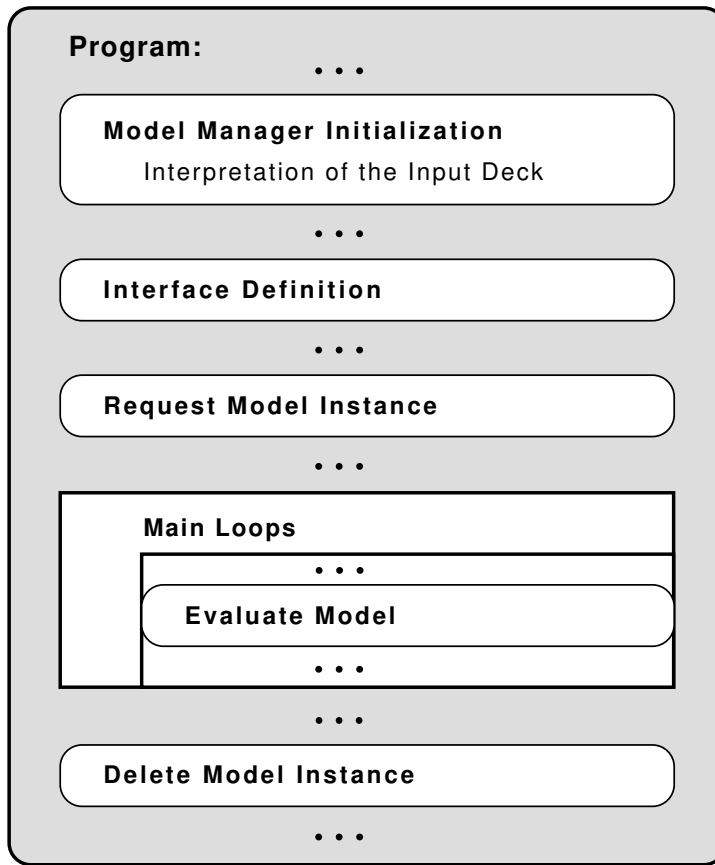 Program:
• • •
Model Manager Initialization
Interpretation of the Input Deck
• • •
Interface Definition
• • •
Request Model Instance
• • •
Main Loops
• • •
Evaluate Model
• • •
• • •
Delete Model Instance
• • •